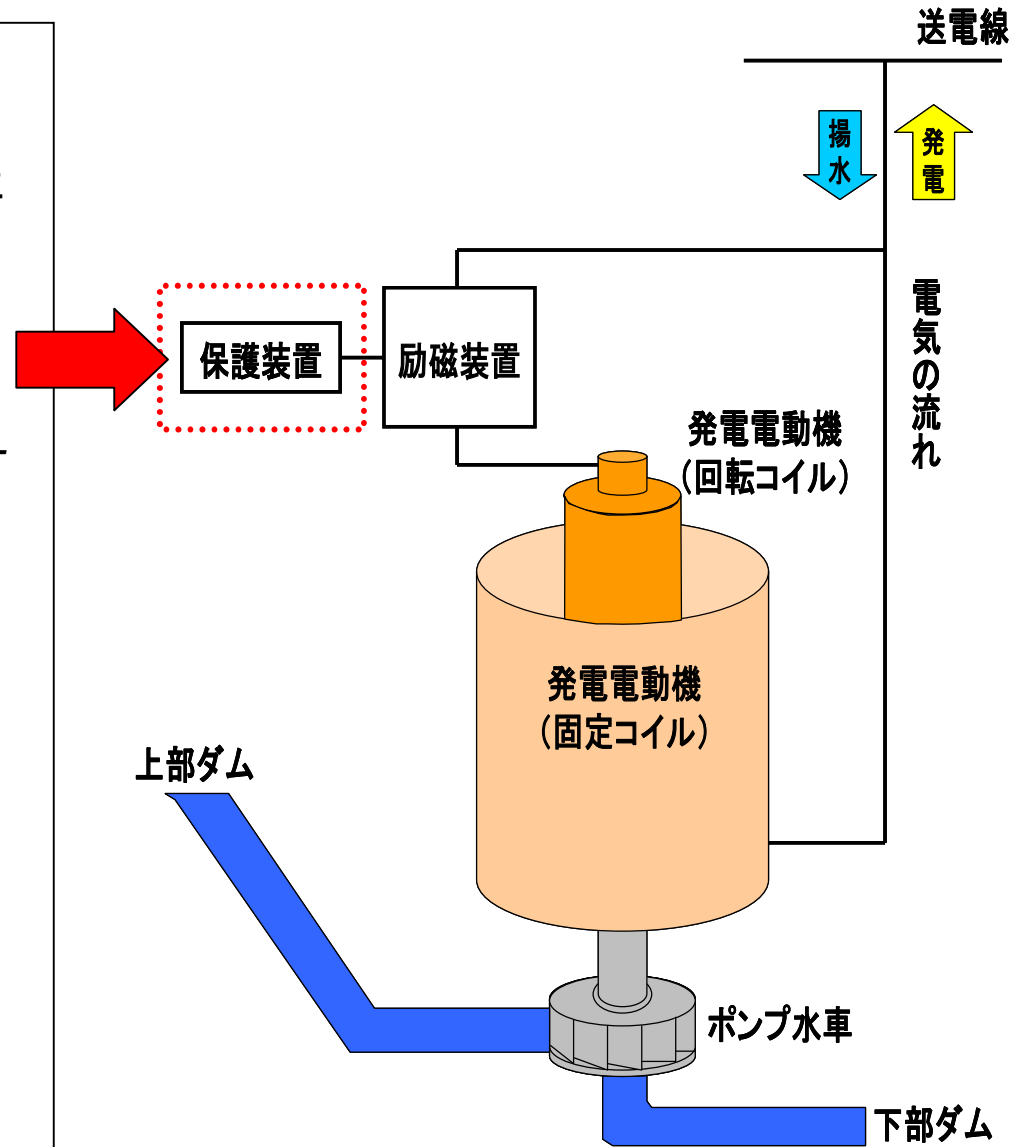 送電線
揚水
発電
電気の流れ
保護装置
励磁装置
発電電動機
（回転コイル）
発電電動機
（固定コイル）
上部ダム
ポンプ水車
下部ダム